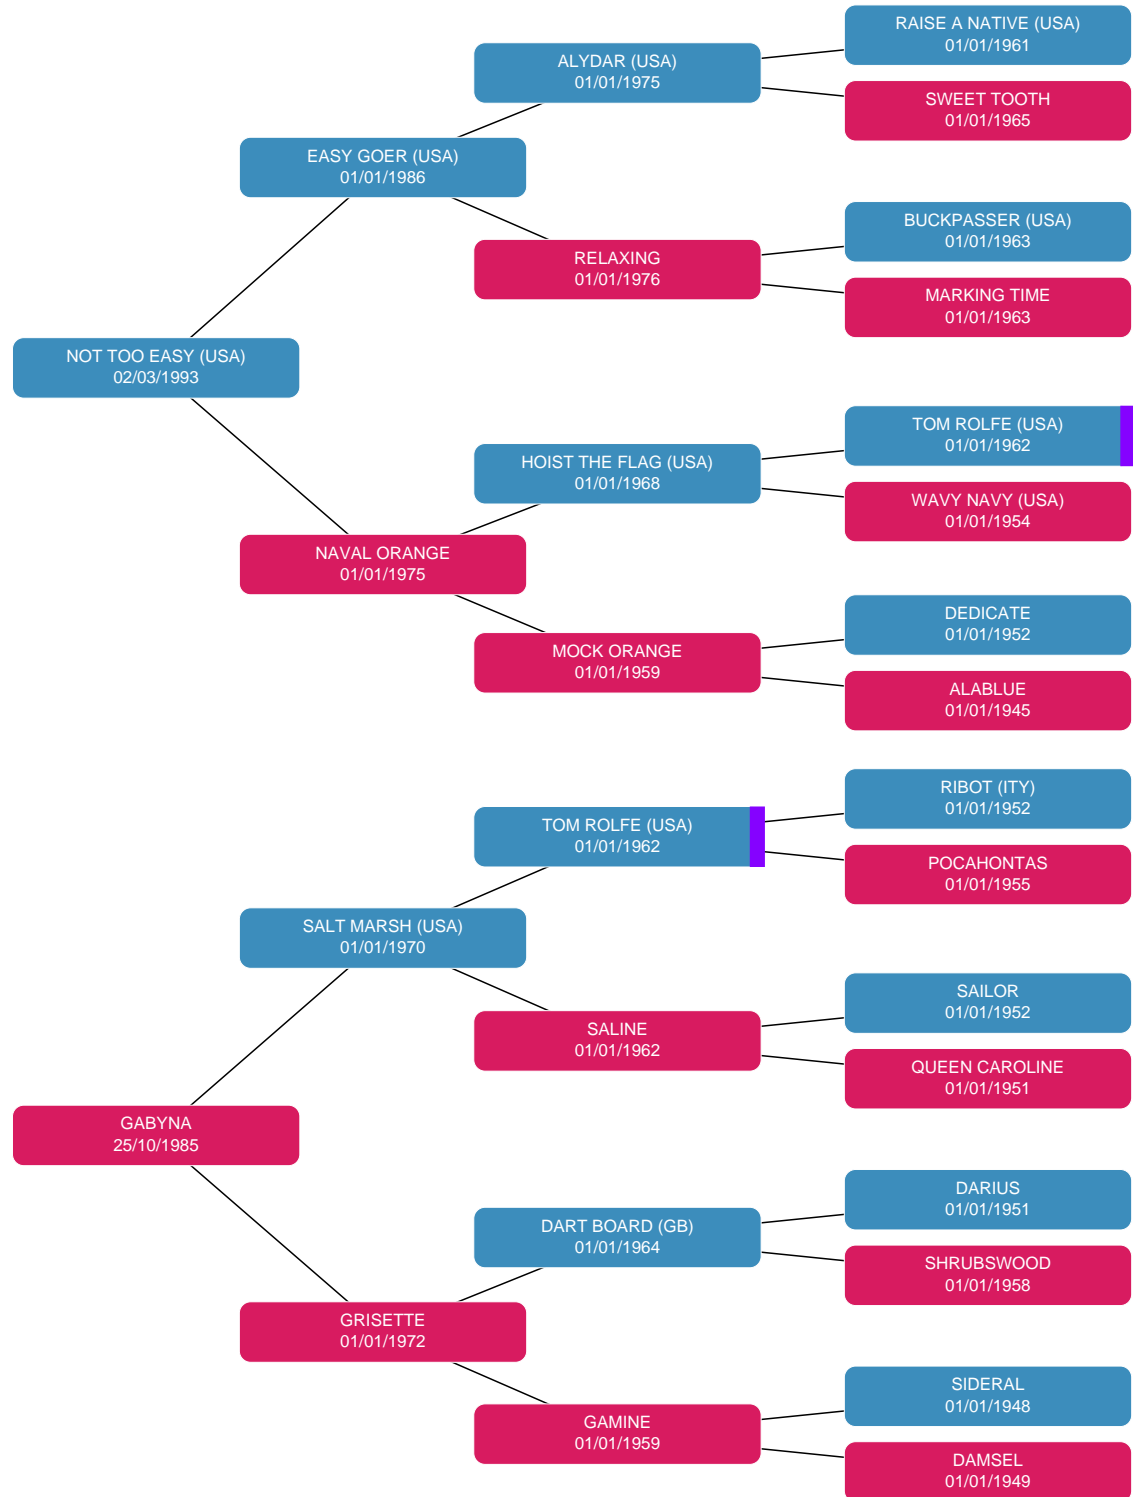 RAISE A NATIVE (USA)
01/01/1961
ALYDAR (USA)
01/01/1975
SWEET TOOTH
01/01/1965
EASY GOER (USA)
01/01/1986
BUCKPASSER (USA)
01/01/1963
RELAXING
01/01/1976
MARKING TIME
01/01/1963
NOT TOO EASY (USA)
02/03/1993
TOM ROLFE (USA)
01/01/1962
HOIST THE FLAG (USA)
01/01/1968
WAVY NAVY (USA)
01/01/1954
NAVAL ORANGE
01/01/1975
DEDICATE
01/01/1952
MOCK ORANGE
01/01/1959
ALABLUE
01/01/1945
RIBOT (ITY)
01/01/1952
TOM ROLFE (USA)
01/01/1962
POCAHONTAS
01/01/1955
SALT MARSH (USA)
01/01/1970
SAILOR
01/01/1952
SALINE
01/01/1962
QUEEN CAROLINE
01/01/1951
GABYNA
25/10/1985
DARIUS
01/01/1951
DART BOARD (GB)
01/01/1964
SHRUBSWOOD
01/01/1958
GRISETTE
01/01/1972
SIDERAL
01/01/1948
GAMINE
01/01/1959
DAMSEL
01/01/1949